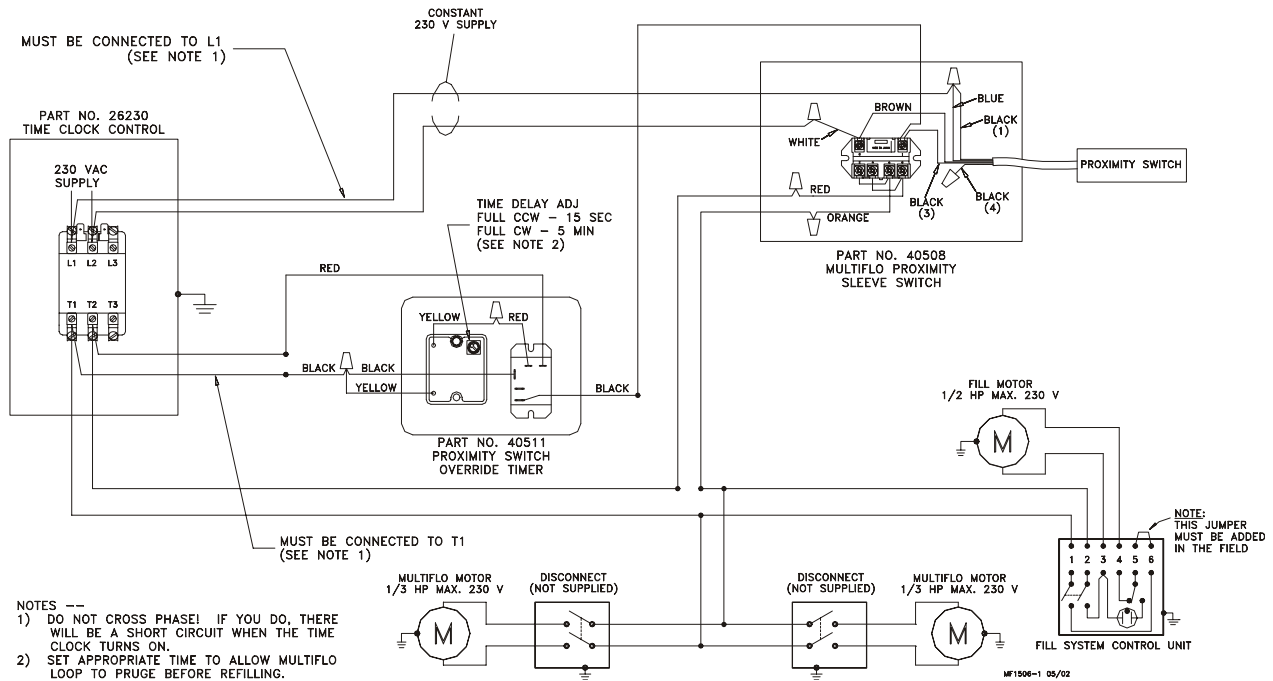 CONSTANT
230 V SUPPLY
MUST BE CONNECTED TO L1
(SEE NOTE 1)
PART NO. 26230
TIME CLOCK CONTROL
230 VAC
SUPPLY
L1 L2 L3
T1 T2 T3
BROWN
BLUE
BLACK
(1)
WHITE
PROXIMITY SWITCH
RED
BLACK
(3)
BLACK
(4)
ORANGE
PART NO. 40508
MULTIFLO PROXIMITY
SLEEVE SWITCH
TIME DELAY ADJ
FULL CCW – 15 SEC
FULL CW – 5 MIN
(SEE NOTE 2)
RED
YELLOW
RED
BLACK
BLACK
YELLOW
BLACK
PART NO. 40511
PROXIMITY SWITCH
OVERRIDE TIMER
FILL MOTOR
1/2 HP MAX. 230 V
M
MUST BE CONNECTED TO T1
(SEE NOTE 1)
NOTE:
THIS JUMPER
MUST BE ADDED
IN THE FIELD
1 2 3 4 5 6
FILL SYSTEM CONTROL UNIT
MULTIFLO MOTOR
1/3 HP MAX. 230 V
M
DISCONNECT
(NOT SUPPLIED)
DISCONNECT
(NOT SUPPLIED)
MULTIFLO MOTOR
1/3 HP MAX. 230 V
M
NOTES ––
1) DO NOT CROSS PHASE! IF YOU DO, THERE
WILL BE A SHORT CIRCUIT WHEN THE TIME
CLOCK TURNS ON.
2) SET APPROPRIATE TIME TO ALLOW MULTIFLO
LOOP TO PRUGE BEFORE REFILLING.
MF1506–1 05/02